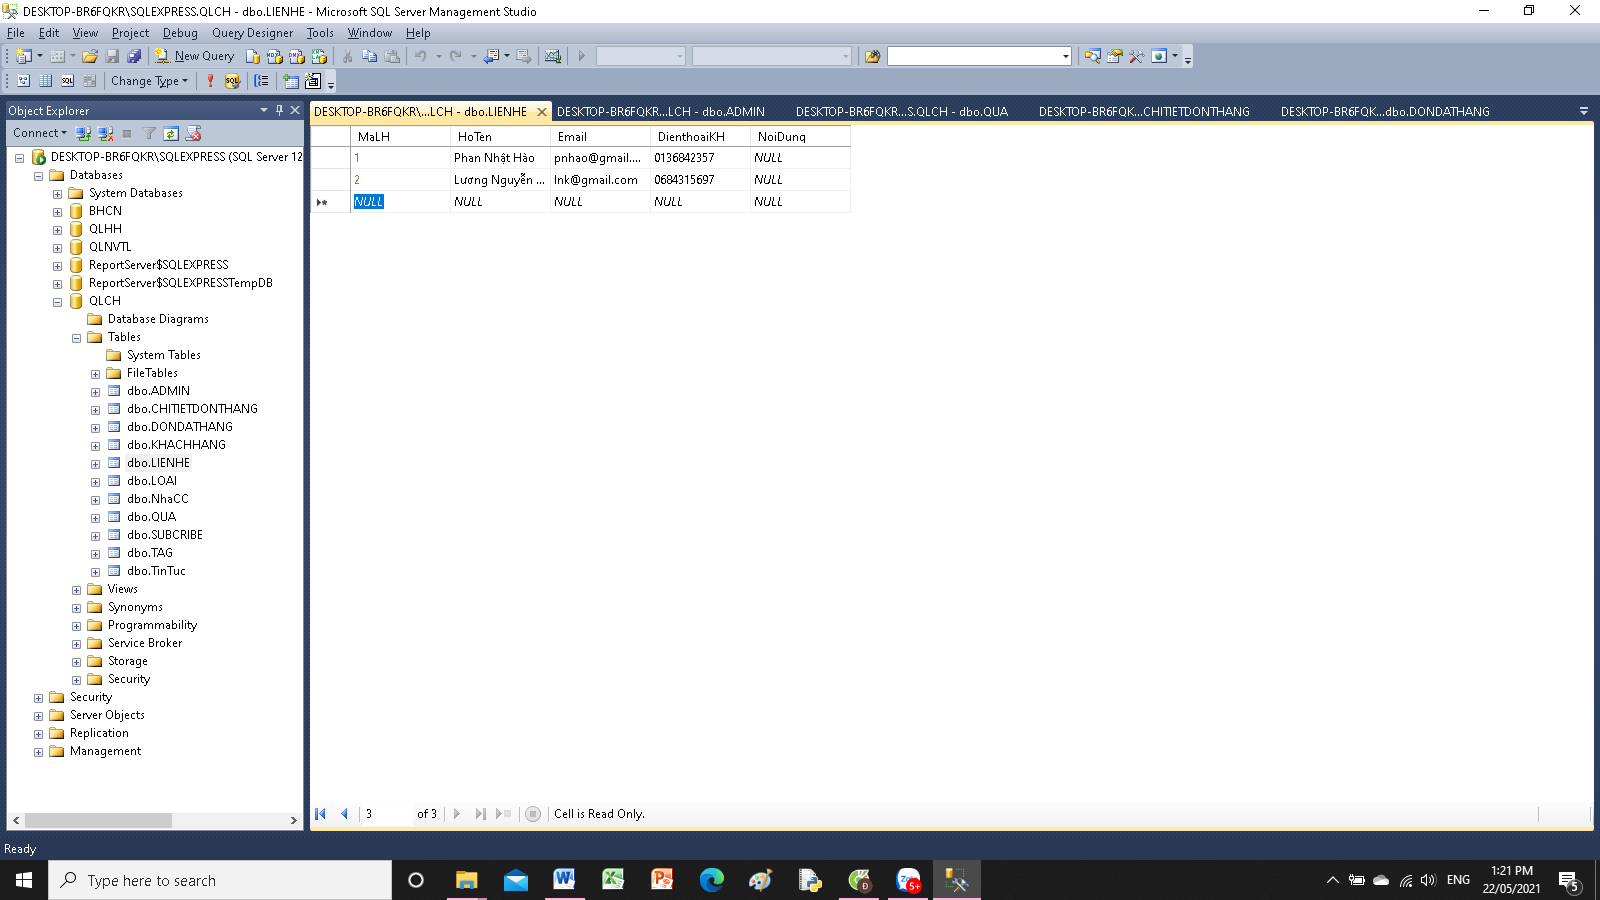 DESKTOP-BR6FQKR\SQLEXPRESS.QLCH - dbo.LIENHE - Microsoft SQL Server Management Studio
File Edit View Project Debug Query Designer Tools Window Help
New Query
Change Type
Object Explorer
Connect
DESKTOP-BR6FQKR\SQLEXPRESS (SQL Server 12
Databases
System Databases
BHCN
QLHH
QLNVTL
ReportServer$SQLEXPRESS
ReportServer$SQLEXPRESSTempDB
QLCH
Database Diagrams
Tables
System Tables
FileTables
dbo.ADMIN
dbo.CHITIETDONTHANG
dbo.DONDATHANG
dbo.KHACHHANG
dbo.LIENHE
dbo.LOAI
dbo.NhaCC
dbo.QUA
dbo.SUBCRIBE
dbo.TAG
dbo.TinTuc
Views
Synonyms
Programmability
Service Broker
Storage
Security
Security
Server Objects
Replication
Management
DESKTOP-BR6FQKR\...LCH - dbo.LIENHE DESKTOP-BR6FQKR...LCH - dbo.ADMIN DESKTOP-BR6FQKR...S.QLCH - dbo.QUA DESKTOP-BR6FQK...CHITIETDONTHANG DESKTOP-BR6FQK...dbo.DONDATHANG
MaLH HoTen Email DienthoaiKH NoiDung
1 Phan Nhật Hào pnhao@gmail.... 0136842357 NULL
2 Lương Nguyễn ... lnk@gmail.com 0684315697 NULL
NULL NULL NULL NULL NULL
3 of 3 Cell is Read Only.
Ready
Type here to search
ENG
1:21 PM
22/05/2021
5+
5